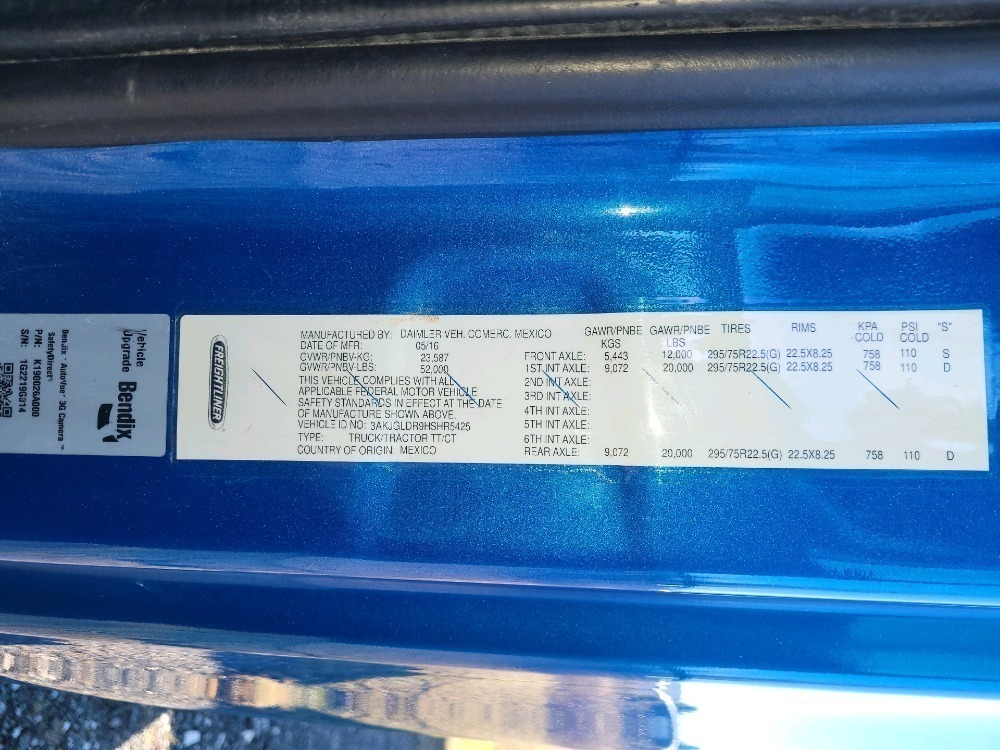 Vehicle
Upgrade
Bendix
Bendix - AutoVue™ 3G Camera™
SafetyDirect®
P/N: K190026A000
S/N: 1G2219G914
FREIGHTLINER
MANUFACTURED BY: DAIMLER VEH. COMERC. MEXICO GAWR/PNBE GAWR/PNBE TIRES RIMS KPA PSI "S"
DATE OF MFR: 05/16 KGS LBS COLD COLD
GVWR/PNBV-KG: 23,587 FRONT AXLE: 5,443 12,000 295/75R22.5(G) 22.5X8.25 758 110 S
GVWR/PNBV-LBS: 52,000 1ST INT AXLE: 9,072 20,000 295/75R22.5(G) 22.5X8.25 758 110 D
THIS VEHICLE COMPLIES WITH ALL 2ND INT AXLE:
APPLICABLE FEDERAL MOTOR VEHICLE 3RD INT AXLE:
SAFETY STANDARDS IN EFFECT AT THE DATE
OF MANUFACTURE SHOWN ABOVE. 4TH INT AXLE:
VEHICLE ID NO: 3AKJGLDR9HSHR5425 5TH INT AXLE:
TYPE: TRUCK/TRACTOR TT/CT 6TH INT AXLE:
COUNTRY OF ORIGIN: MEXICO REAR AXLE: 9,072 20,000 295/75R22.5(G) 22.5X8.25 758 110 D